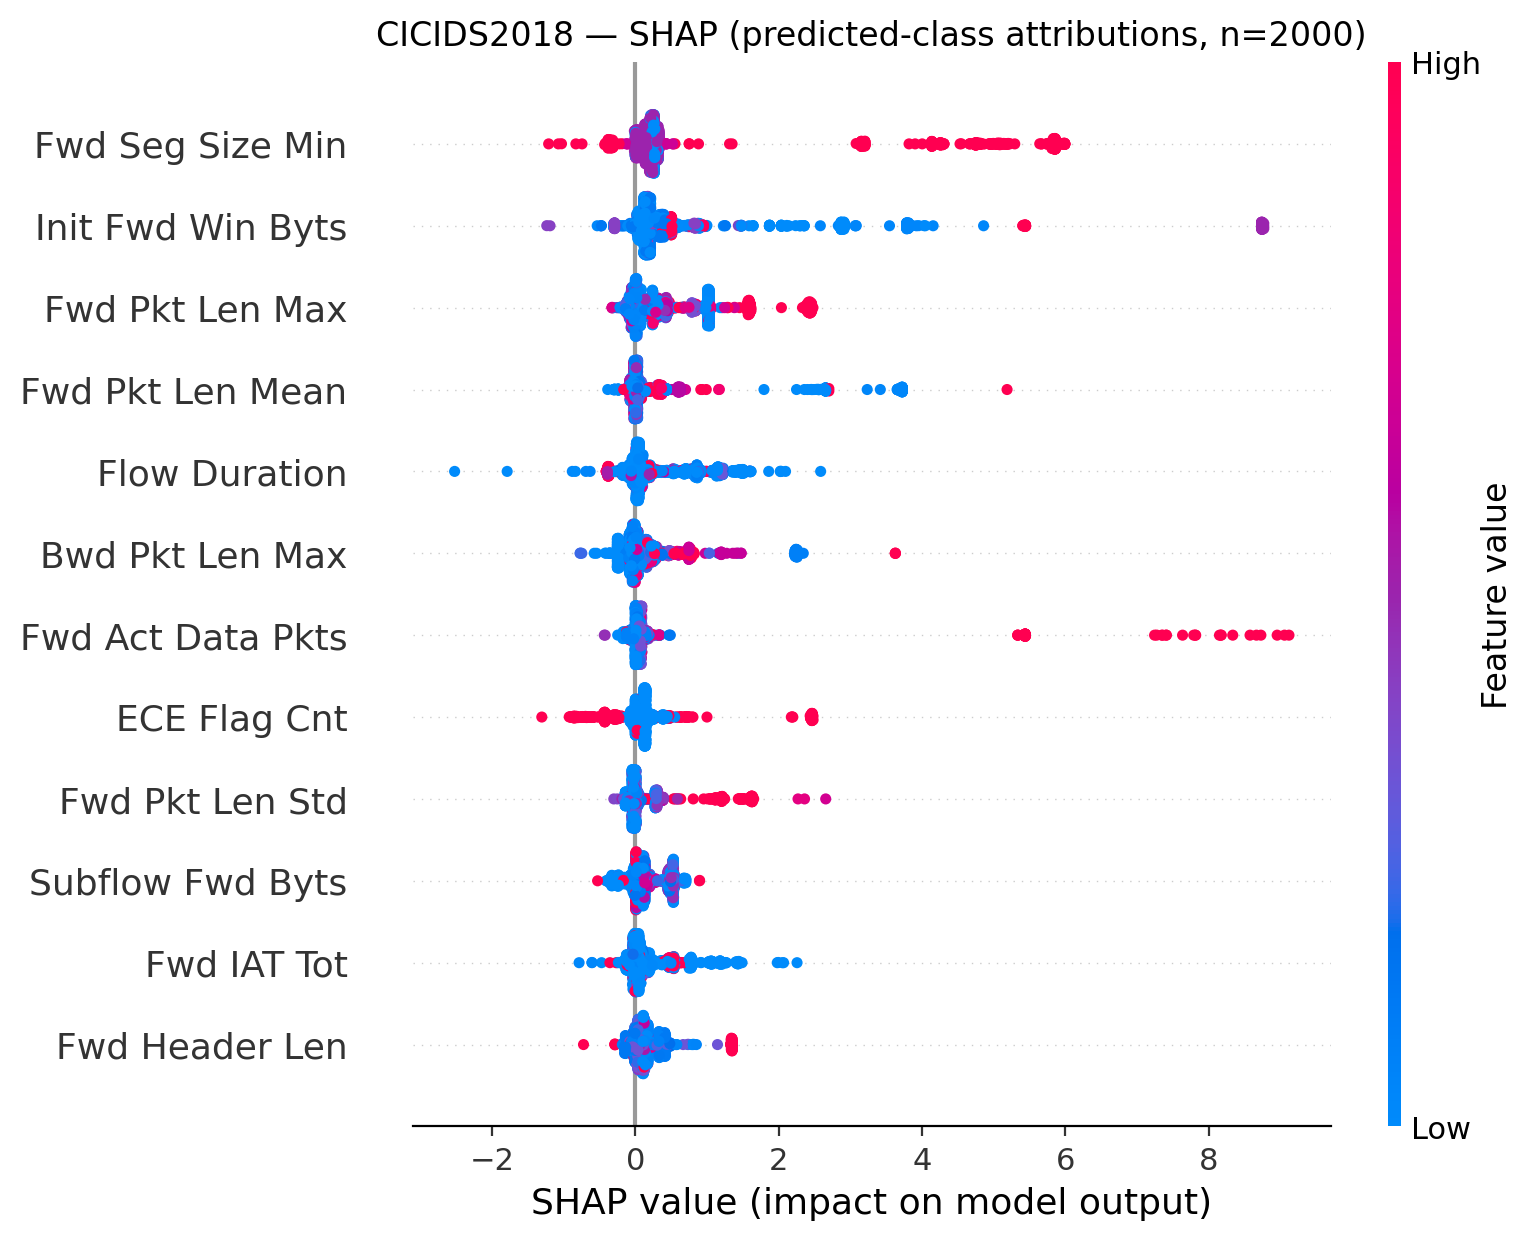 CICIDS2018 — SHAP (predicted-class attributions, n=2000)
High
Fwd Seg Size Min
Init Fwd Win Byts
Fwd Pkt Len Max
Fwd Pkt Len Mean
Flow Duration
Bwd Pkt Len Max
Fwd Act Data Pkts
ECE Flag Cnt
Fwd Pkt Len Std
Subflow Fwd Byts
Fwd IAT Tot
Fwd Header Len
Feature value
Low
−2 0 2 4 6 8
SHAP value (impact on model output)